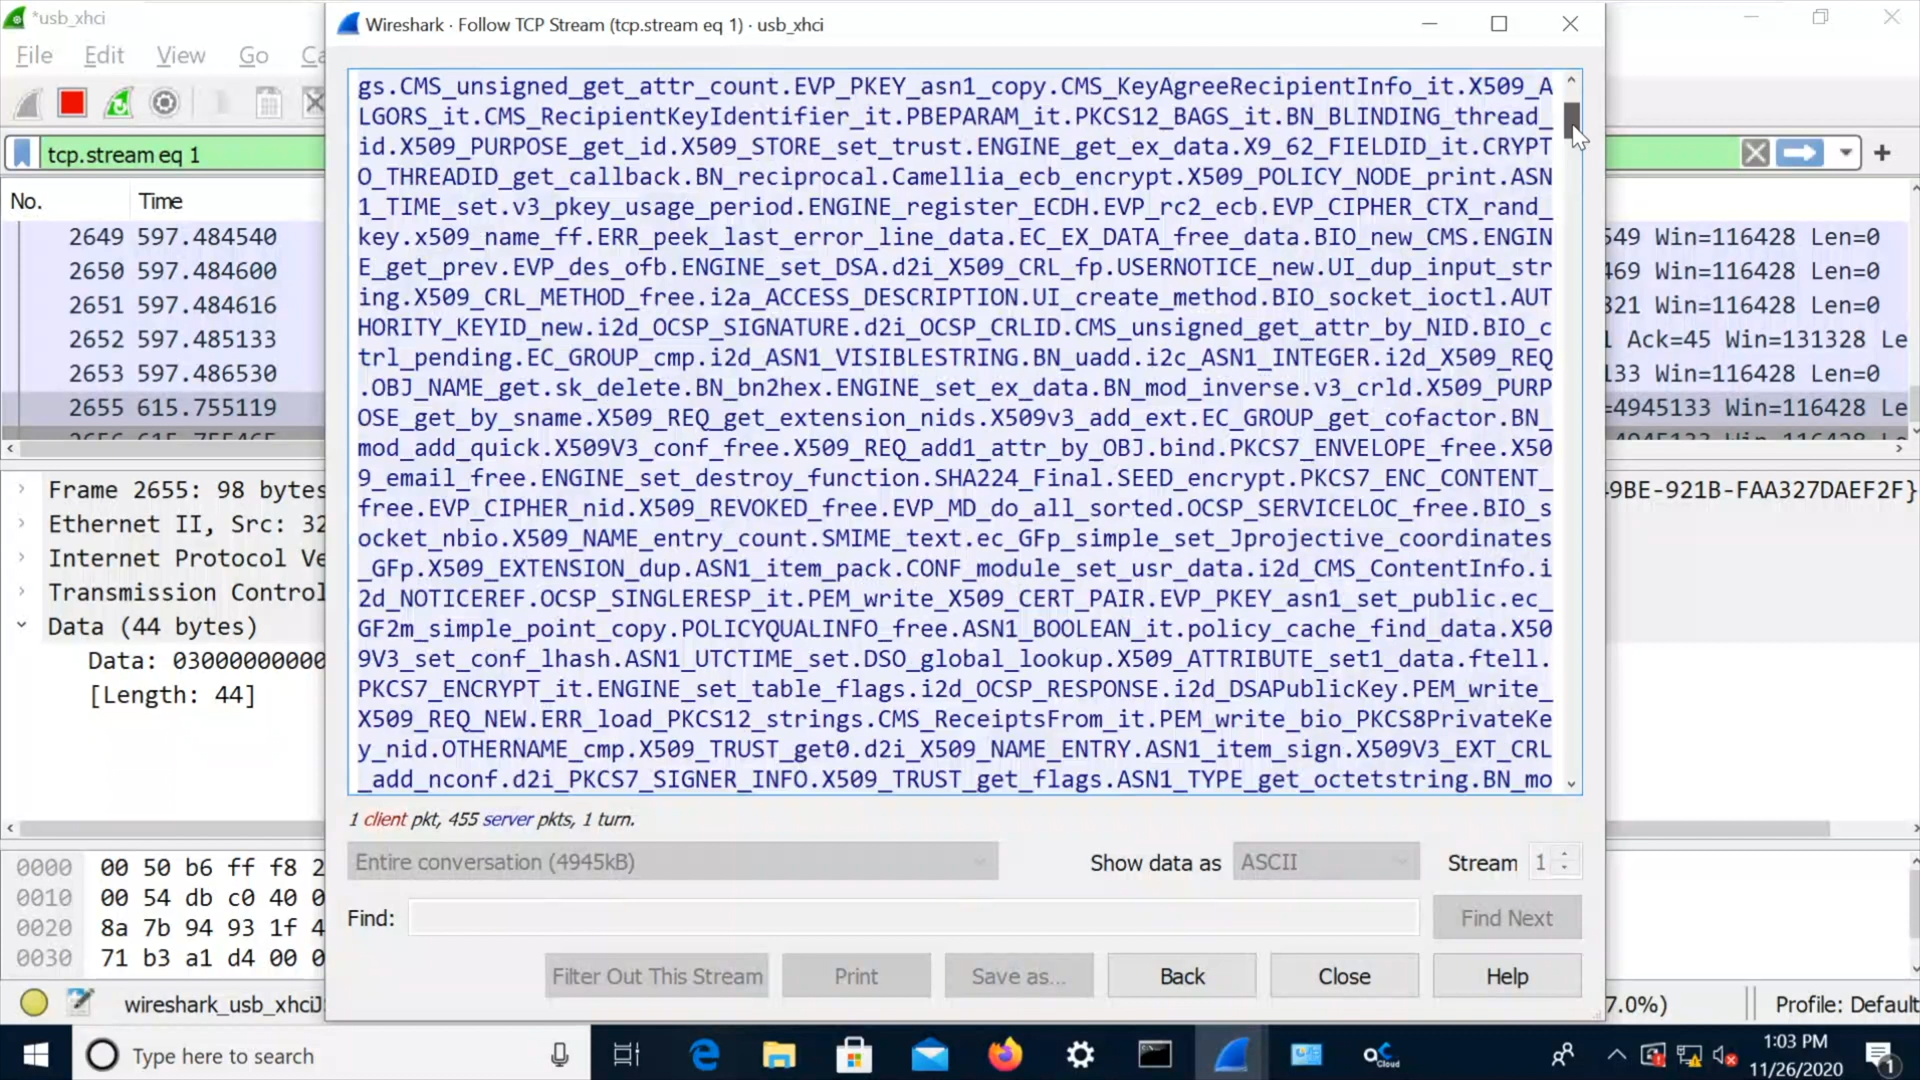 *usb_xhci
Wireshark · Follow TCP Stream (tcp.stream eq 1) · usb_xhci
File Edit View Go Ca
tcp.stream eq 1
No. Time
2649 597.484540
2650 597.484600
2651 597.484616
2652 597.485133
2653 597.486530
2655 615.755119
2656 615.755465
gs.CMS_unsigned_get_attr_count.EVP_PKEY_asn1_copy.CMS_KeyAgreeRecipientInfo_it.X509_A
LGORS_it.CMS_RecipientKeyIdentifier_it.PBEPARAM_it.PKCS12_BAGS_it.BN_BLINDING_thread_
id.X509_PURPOSE_get_id.X509_STORE_set_trust.ENGINE_get_ex_data.X9_62_FIELDID_it.CRYPT
O_THREADID_get_callback.BN_reciprocal.Camellia_ecb_encrypt.X509_POLICY_NODE_print.ASN
1_TIME_set.v3_pkey_usage_period.ENGINE_register_ECDH.EVP_rc2_ecb.EVP_CIPHER_CTX_rand_
key.x509_name_ff.ERR_peek_last_error_line_data.EC_EX_DATA_free_data.BIO_new_CMS.ENGIN
E_get_prev.EVP_des_ofb.ENGINE_set_DSA.d2i_X509_CRL_fp.USERNOTICE_new.UI_dup_input_str
ing.X509_CRL_METHOD_free.i2a_ACCESS_DESCRIPTION.UI_create_method.BIO_socket_ioctl.AUT
HORITY_KEYID_new.i2d_OCSP_SIGNATURE.d2i_OCSP_CRLID.CMS_unsigned_get_attr_by_NID.BIO_c
trl_pending.EC_GROUP_cmp.i2d_ASN1_VISIBLESTRING.BN_uadd.i2c_ASN1_INTEGER.i2d_X509_REQ
.OBJ_NAME_get.sk_delete.BN_bn2hex.ENGINE_set_ex_data.BN_mod_inverse.v3_crld.X509_PURP
OSE_get_by_sname.X509_REQ_get_extension_nids.X509v3_add_ext.EC_GROUP_get_cofactor.BN_
mod_add_quick.X509V3_conf_free.X509_REQ_add1_attr_by_OBJ.bind.PKCS7_ENVELOPE_free.X50
9_email_free.ENGINE_set_destroy_function.SHA224_Final.SEED_encrypt.PKCS7_ENC_CONTENT_
free.EVP_CIPHER_nid.X509_REVOKED_free.EVP_MD_do_all_sorted.OCSP_SERVICELOC_free.BIO_s
ocket_nbio.X509_NAME_entry_count.SMIME_text.ec_GFp_simple_set_Jprojective_coordinates
_GFp.X509_EXTENSION_dup.ASN1_item_pack.CONF_module_set_usr_data.i2d_CMS_ContentInfo.i
2d_NOTICEREF.OCSP_SINGLERESP_it.PEM_write_X509_CERT_PAIR.EVP_PKEY_asn1_set_public.ec_
GF2m_simple_point_copy.POLICYQUALINFO_free.ASN1_BOOLEAN_it.policy_cache_find_data.X50
9V3_set_conf_lhash.ASN1_UTCTIME_set.DSO_global_lookup.X509_ATTRIBUTE_set1_data.ftell.
PKCS7_ENCRYPT_it.ENGINE_set_table_flags.i2d_OCSP_RESPONSE.i2d_DSAPublicKey.PEM_write_
X509_REQ_NEW.ERR_load_PKCS12_strings.CMS_ReceiptsFrom_it.PEM_write_bio_PKCS8PrivateKe
y_nid.OTHERNAME_cmp.X509_TRUST_get0.d2i_X509_NAME_ENTRY.ASN1_item_sign.X509V3_EXT_CRL
_add_nconf.d2i_PKCS7_SIGNER_INFO.X509_TRUST_get_flags.ASN1_TYPE_get_octetstring.BN_mo
549 Win=116428 Len=0
469 Win=116428 Len=0
821 Win=116428 Len=0
1 Ack=45 Win=131328 Le
133 Win=116428 Len=0
=4945133 Win=116428 Le
Frame 2655: 98 bytes
49BE-921B-FAA327DAEF2F}
Ethernet II, Src: 32
Internet Protocol Ve
Transmission Control
Data (44 bytes)
Data: 03000000000
[Length: 44]
1 client pkt, 455 server pkts, 1 turn.
Entire conversation (4945kB) Show data as ASCII Stream 1
Find: Find Next
Filter Out This Stream Print Save as... Back Close Help
0000 00 50 b6 ff f8 2
0010 00 54 db c0 40 0
0020 8a 7b 94 93 1f 4
0030 71 b3 a1 d4 00 0
wireshark_usb_xhciJ
7.0%) Profile: Default
Type here to search
Cloud
1:03 PM
11/26/2020
1